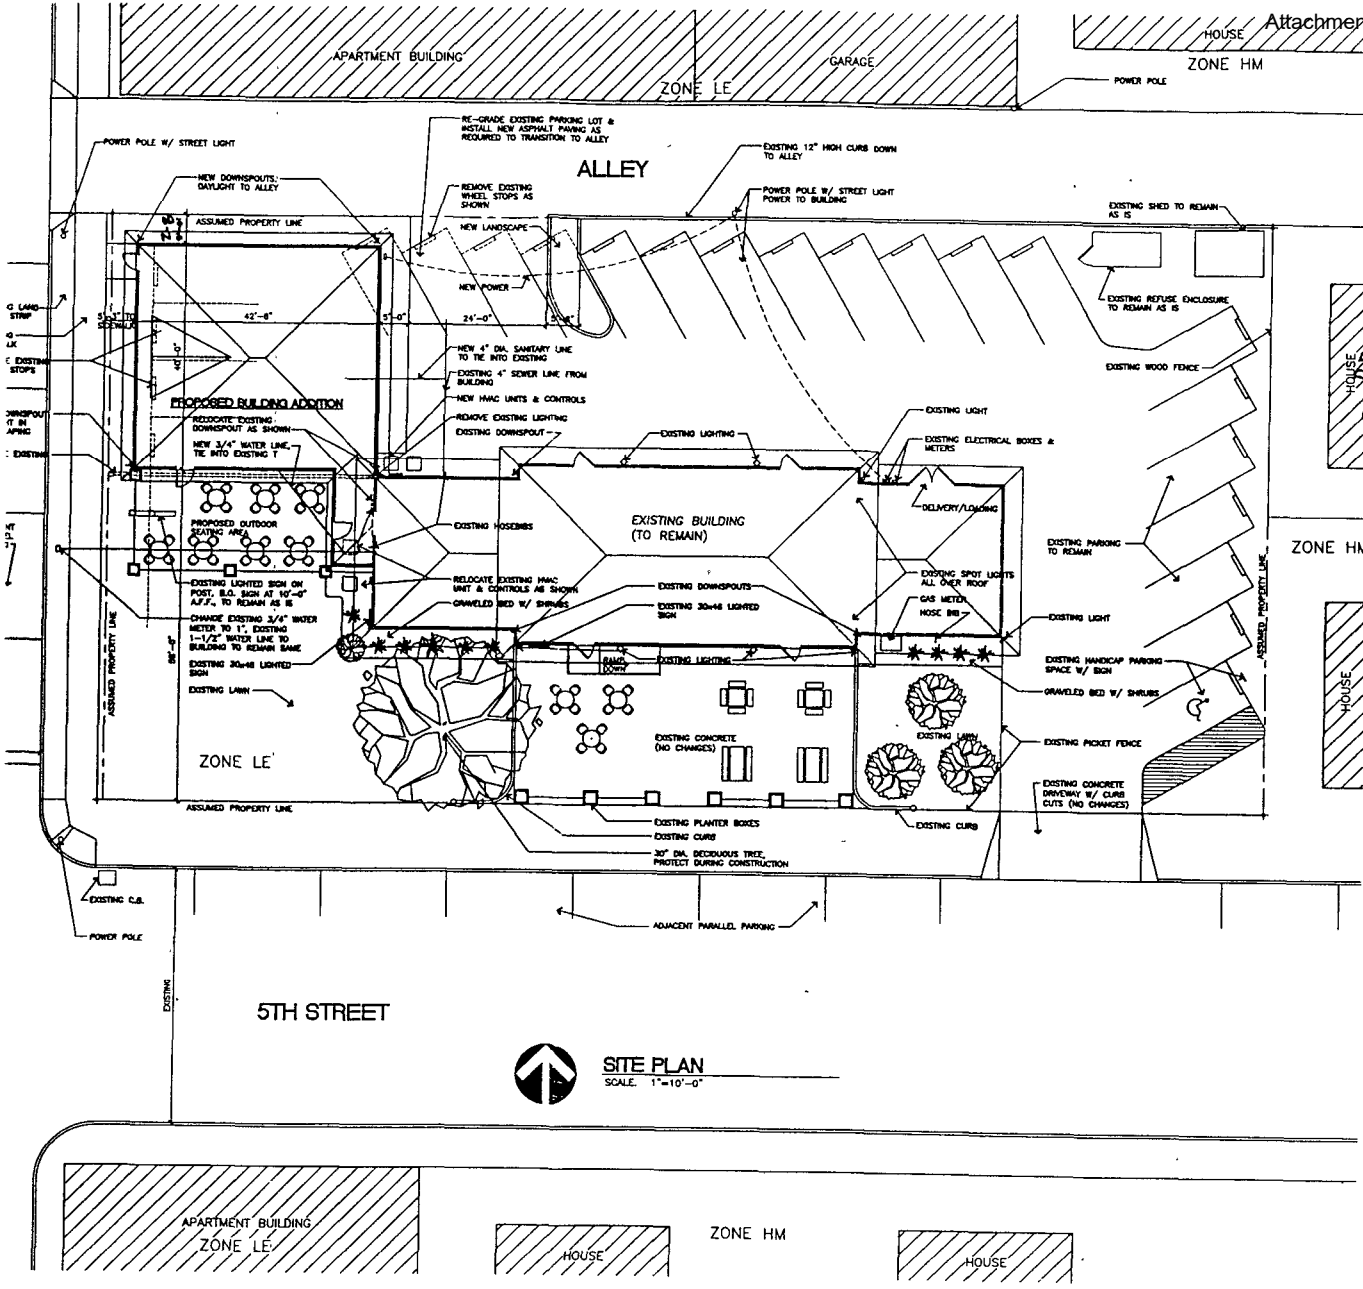 Attachmer
APARTMENT BUILDING
GARAGE
HOUSE
ZONE LE
ZONE HM
POWER POLE
POWER POLE W/ STREET LIGHT
RE-GRADE EXISTING PARKING LOT &
INSTALL NEW ASPHALT PAVING AS
REQUIRED TO TRANSITION TO ALLEY
ALLEY
EXISTING 12" HIGH CURB DOWN
TO ALLEY
NEW DOWNSPOUTS,
DAYLIGHT TO ALLEY
REMOVE EXISTING
WHEEL STOPS AS
SHOWN
POWER POLE W/ STREET LIGHT
POWER TO BUILDING
EXISTING SHED TO REMAIN
AS IS
ASSUMED PROPERTY LINE
NEW LANDSCAPE
NEW POWER
EXISTING REFUSE ENCLOSURE
TO REMAIN AS IS
G LAND
STRIP
5'-3" TO
SIDEWALK
42'-8"
5'-0"
24'-0"
40'-0"
EXISTING
STOPS
NEW 4" DIA. SANITARY LINE
TO TIE INTO EXISTING
EXISTING 4" SEWER LINE FROM
BUILDING
NEW HVAC UNITS & CONTROLS
EXISTING WOOD FENCE
HOUSE
PROPOSED BUILDING ADDITION
RELOCATE EXISTING
DOWNSPOUT AS SHOWN
REMOVE EXISTING LIGHTING
EXISTING DOWNSPOUT
EXISTING LIGHTING
EXISTING LIGHT
EXISTING ELECTRICAL BOXES &
METERS
NEW 3/4" WATER LINE,
TIE INTO EXISTING T
EXISTING
DELIVERY/LOADING
PROPOSED OUTDOOR
SEATING AREA
EXISTING HOSEBIBS
EXISTING BUILDING
(TO REMAIN)
EXISTING PARKING
TO REMAIN
ZONE HM
EXISTING LIGHTED SIGN ON
POST, B.O. SIGN AT 10'-0"
A.F.F., TO REMAIN AS IS
RELOCATE EXISTING HVAC
UNIT & CONTROLS AS SHOWN
GRAVELED BED W/ SHRUBS
EXISTING DOWNSPOUTS
EXISTING 30x48 LIGHTED
SIGN
EXISTING SPOT LIGHTS
ALL OVER ROOF
GAS METER
HOSE BIB
EXISTING LIGHT
CHANGE EXISTING 3/4" WATER
METER TO 1", EXISTING
1-1/2" WATER LINE TO
BUILDING TO REMAIN SAME
EXISTING 30x48 LIGHTED
SIGN
EXISTING LAWN
ASSUMED PROPERTY LINE
RAMP
DOWN
EXISTING LIGHTING
ASSUMED PROPERTY LINE
EXISTING HANDICAP PARKING
SPACE W/ SIGN
GRAVELED BED W/ SHRUBS
HOUSE
EXISTING CONCRETE
(NO CHANGES)
EXISTING LAWN
EXISTING PICKET FENCE
ZONE LE
ASSUMED PROPERTY LINE
EXISTING PLANTER BOXES
EXISTING CURB
EXISTING CURB
EXISTING CONCRETE
DRIVEWAY W/ CURB
CUTS (NO CHANGES)
30" DIA. DECIDUOUS TREE,
PROTECT DURING CONSTRUCTION
EXISTING C.B.
POWER POLE
ADJACENT PARALLEL PARKING
EXISTING
5TH STREET
SITE PLAN
SCALE. 1"=10'-0"
APARTMENT BUILDING
ZONE LE
HOUSE
ZONE HM
HOUSE